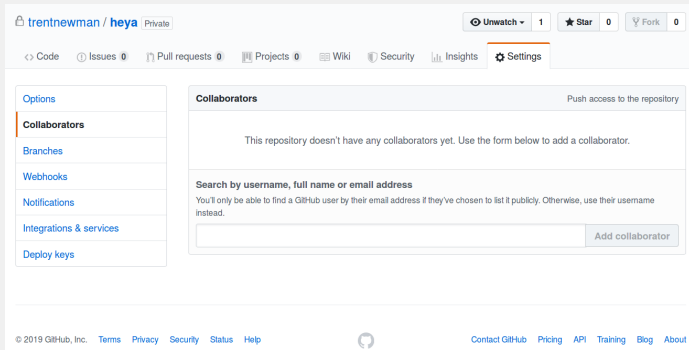 trentnewman / heya Private Unwatch 1 Star 0 Fork 0
Code Issues 0 Pull requests 0 Projects 0 Wiki Security Insights Settings
Options
Collaborators
Branches
Webhooks
Notifications
Integrations & services
Deploy keys
Collaborators Push access to the repository
This repository doesn't have any collaborators yet. Use the form below to add a collaborator.
Search by username, full name or email address
You'll only be able to find a GitHub user by their email address if they've chosen to list it publicly. Otherwise, use their username
instead.
Add collaborator
© 2019 GitHub, Inc. Terms Privacy Security Status Help Contact GitHub Pricing API Training Blog About